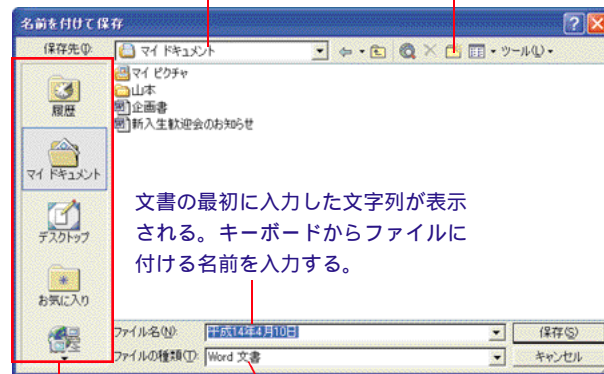 名前を付けて保存
保存先(I): マイ ドキュメント ツール(L)
マイ ピクチャ
山本
企画書
新入生歓迎会のお知らせ
履歴
マイ ドキュメント
デスクトップ
お気に入り
文書の最初に入力した文字列が表示
される。キーボードからファイルに
付ける名前を入力する。
ファイル名(N): 平成14年4月10日 保存(S)
ファイルの種類(T): Word 文書 キャンセル